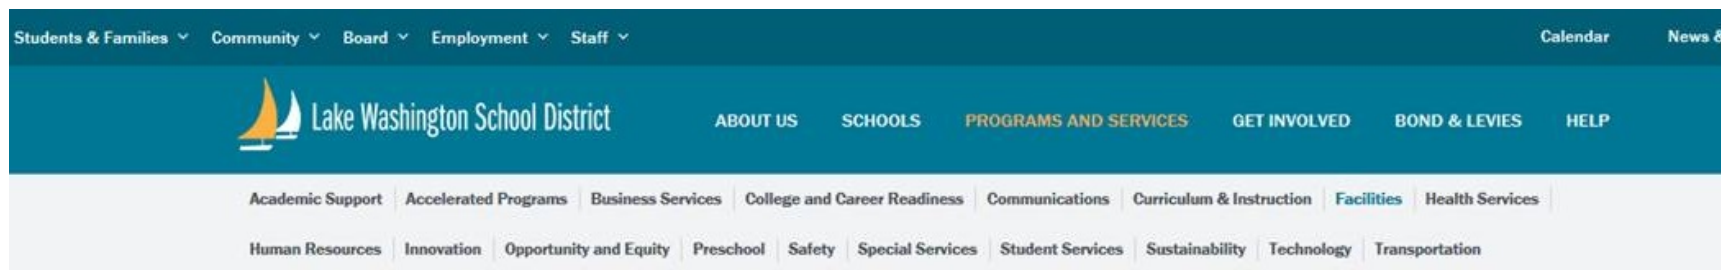 Students & Families Community Board Employment Staff Calendar News &
Lake Washington School District ABOUT US SCHOOLS PROGRAMS AND SERVICES GET INVOLVED BOND & LEVIES HELP
Academic Support Accelerated Programs Business Services College and Career Readiness Communications Curriculum & Instruction Facilities Health Services
Human Resources Innovation Opportunity and Equity Preschool Safety Special Services Student Services Sustainability Technology Transportation